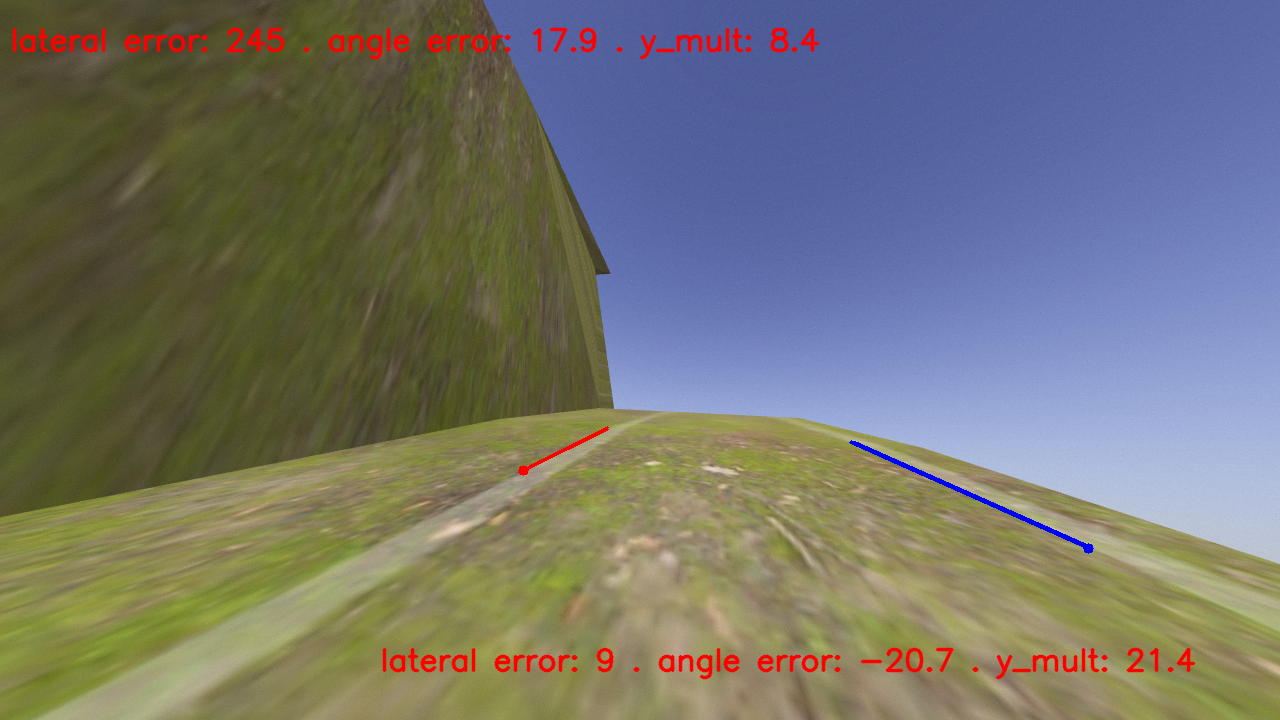 lateral error: 245 . angle error: 17.9 . y_mult: 8.4
lateral error: 9 . angle error: -20.7 . y_mult: 21.4